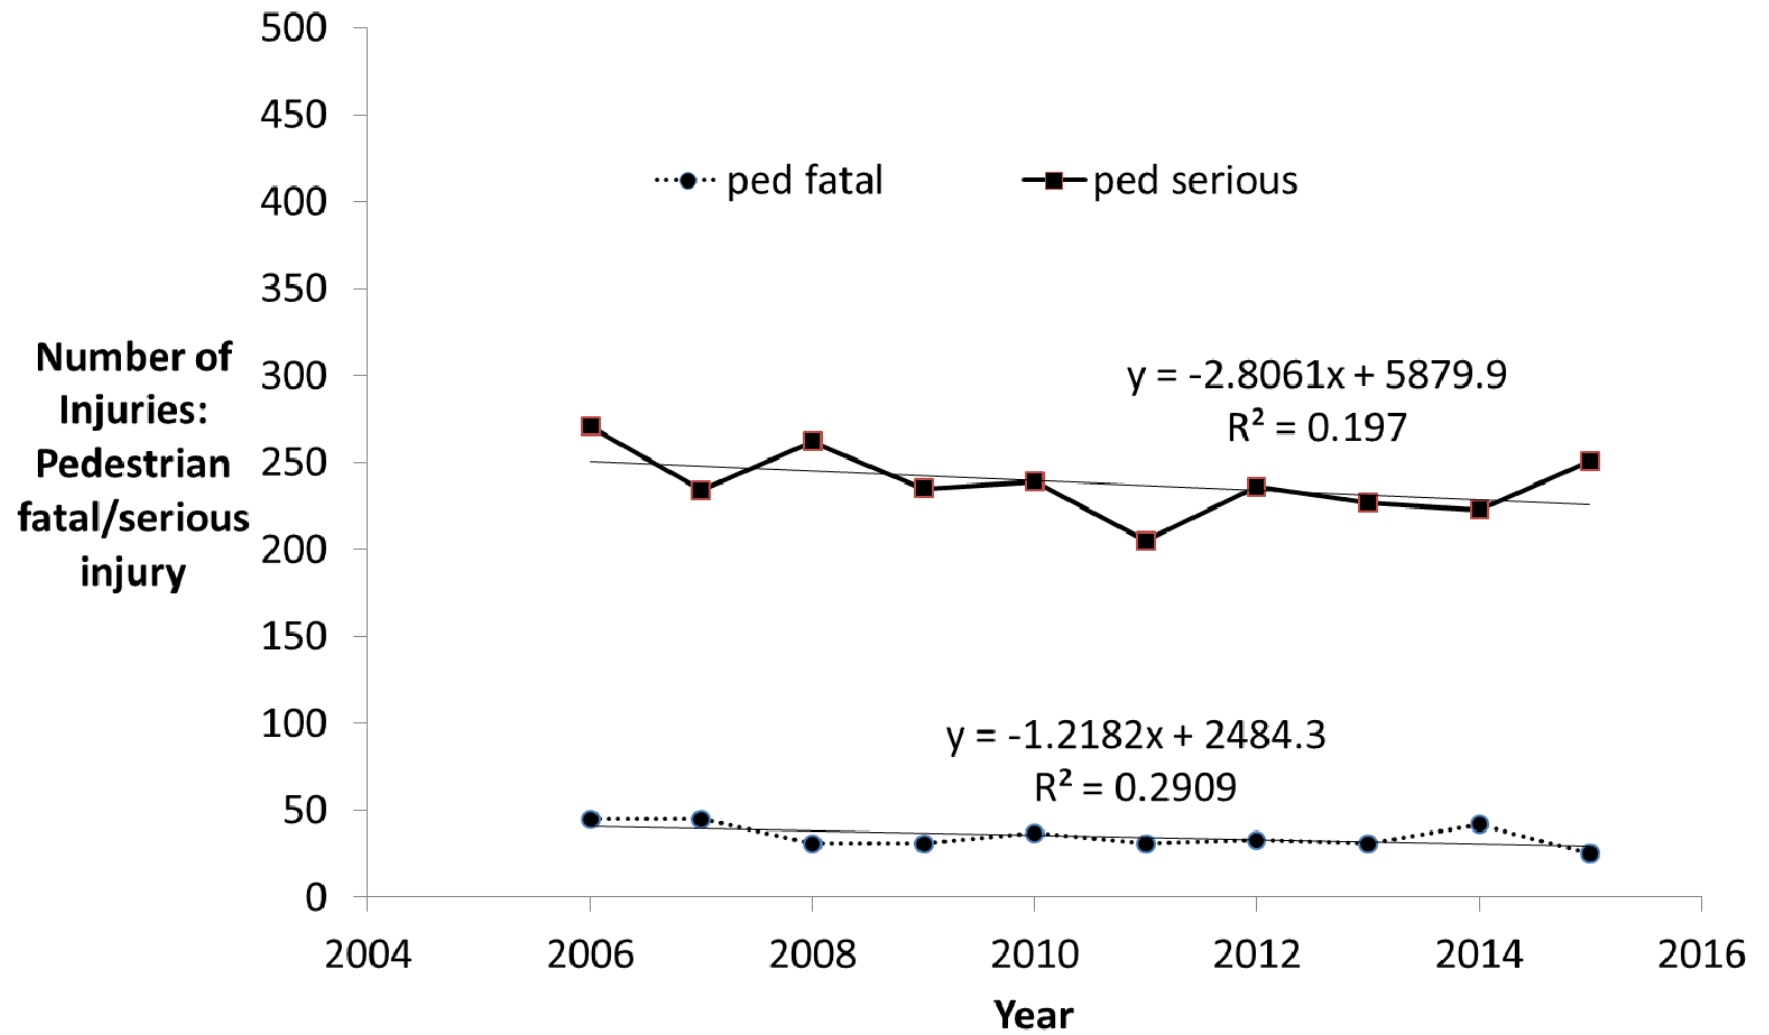 500
450
400
350
300
250
200
150
100
50
0
ped fatal
ped serious
Number of
Injuries:
Pedestrian
fatal/serious
injury
y = -2.8061x + 5879.9
R² = 0.197
y = -1.2182x + 2484.3
R² = 0.2909
2004 2006 2008 2010 2012 2014 2016
Year